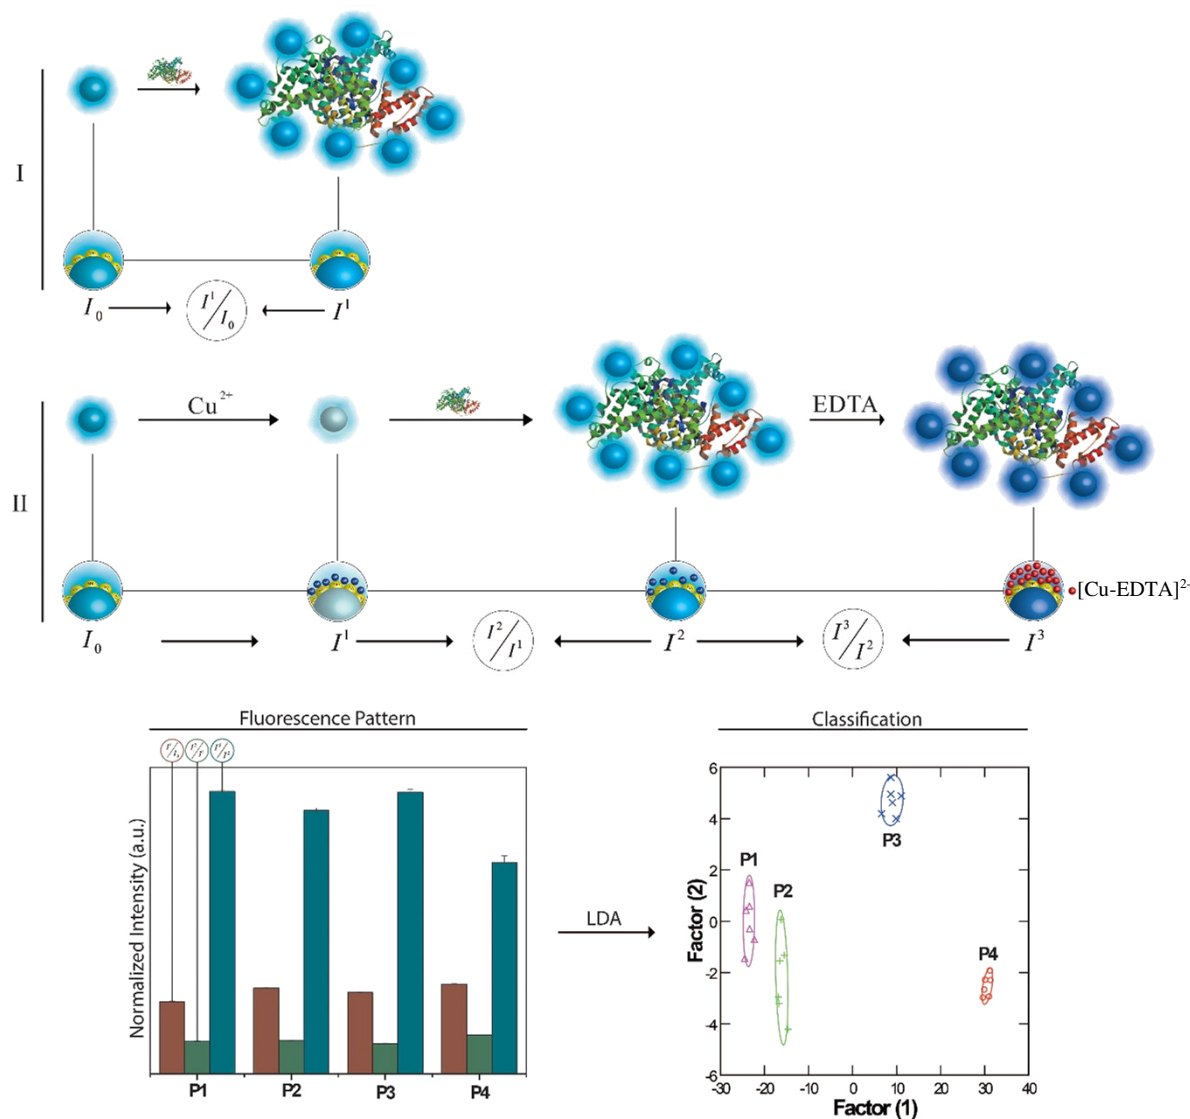 I
I₀
I¹/I₀
I¹
II
Cu²⁺
EDTA
[Cu-EDTA]²⁻
I₀
I¹
I²/I¹
I²
I³/I²
I³
Fluorescence Pattern
Normalized Intensity (a.u.)
P1
P2
P3
P4
LDA
Classification
Factor (2)
6
4
2
0
-2
-4
-6
P1
P2
P3
P4
-30
-20
-10
0
10
20
30
40
Factor (1)